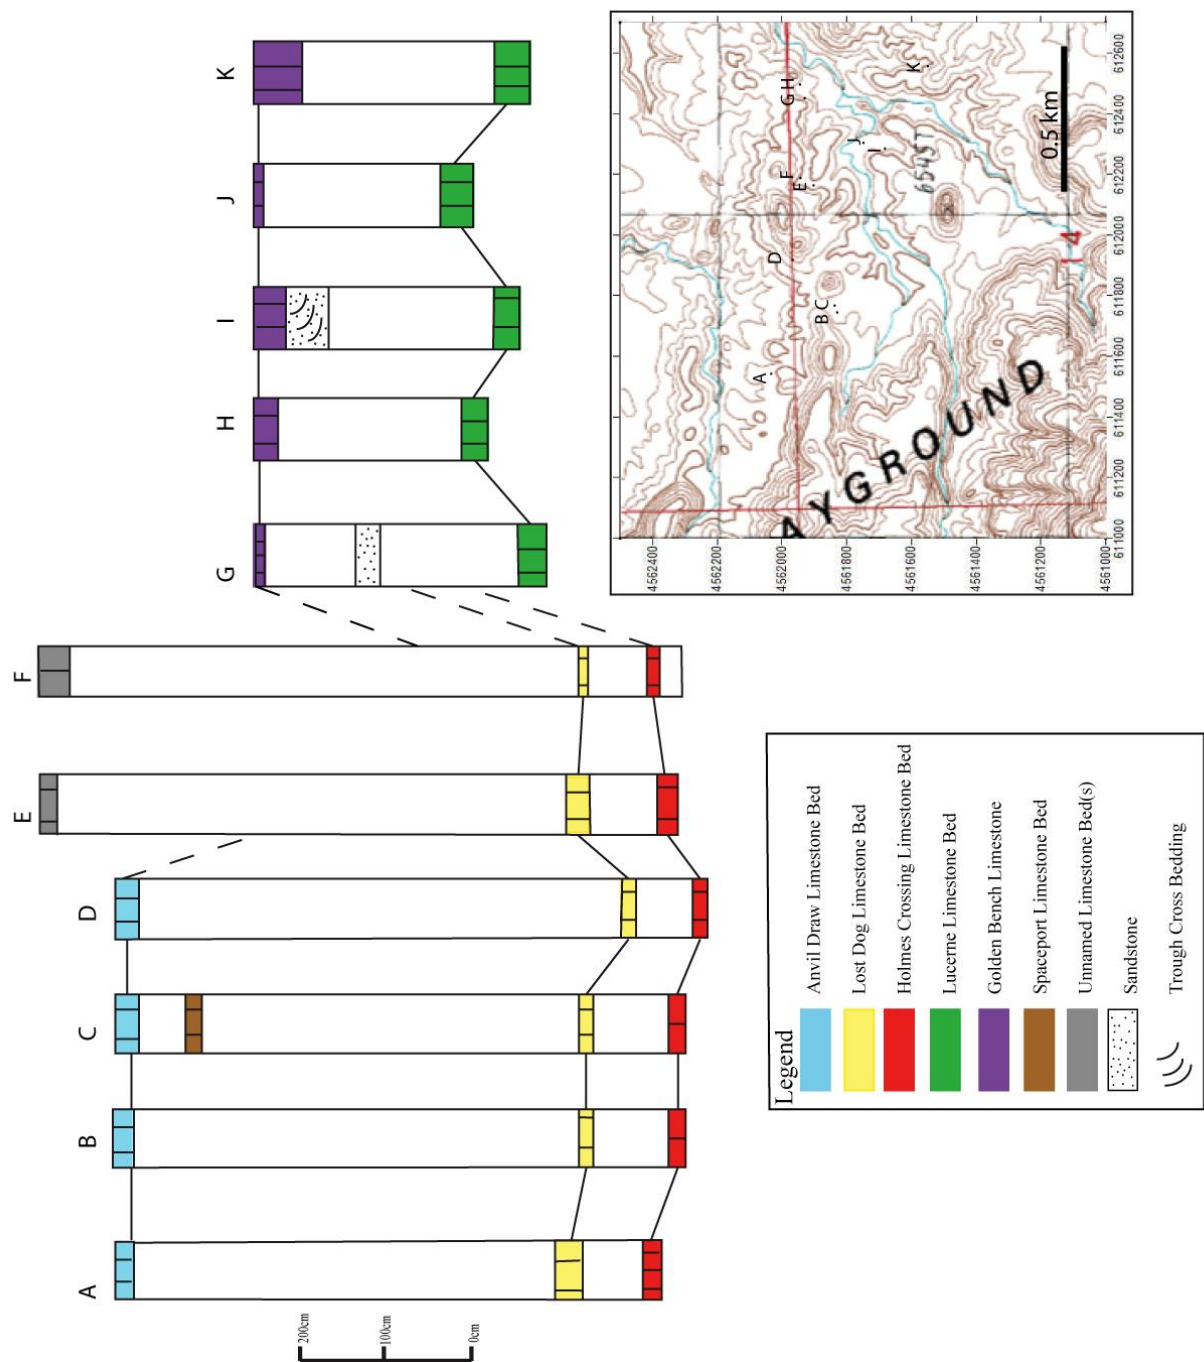 A
B
C
D
E
F
G
H
I
J
K
200cm
100cm
0cm
Legend
Anvil Draw Limestone Bed
Lost Dog Limestone Bed
Holmes Crossing Limestone Bed
Lucerne Limestone Bed
Golden Bench Limestone
Spaceport Limestone Bed
Unnamed Limestone Bed(s)
Sandstone
Trough Cross Bedding
4562400
4562200
4562000
4561800
4561600
4561400
4561200
4561000
611000
611200
611400
611600
611800
612000
612200
612400
612600
A
B C
D
E
F
G H
I
J
K
AYGROUND
6545T
14
0.5 km